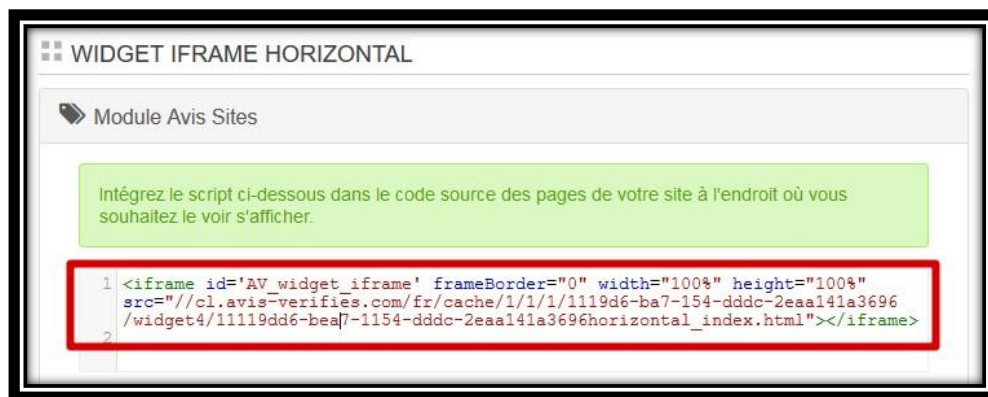 WIDGET IFRAME HORIZONTAL
Module Avis Sites
Intégrez le script ci-dessous dans le code source des pages de votre site à l'endroit où vous
souhaitez le voir s'afficher.
1 <iframe id='AV_widget_iframe' frameBorder="0" width="100%" height="100%"
src="//cl.avis-verifies.com/fr/cache/1/1/1/1119d6-ba7-154-dddc-2eaa141a3696
/widget4/11119dd6-bea7-1154-dddc-2eaa141a3696horizontal_index.html"></iframe>
2